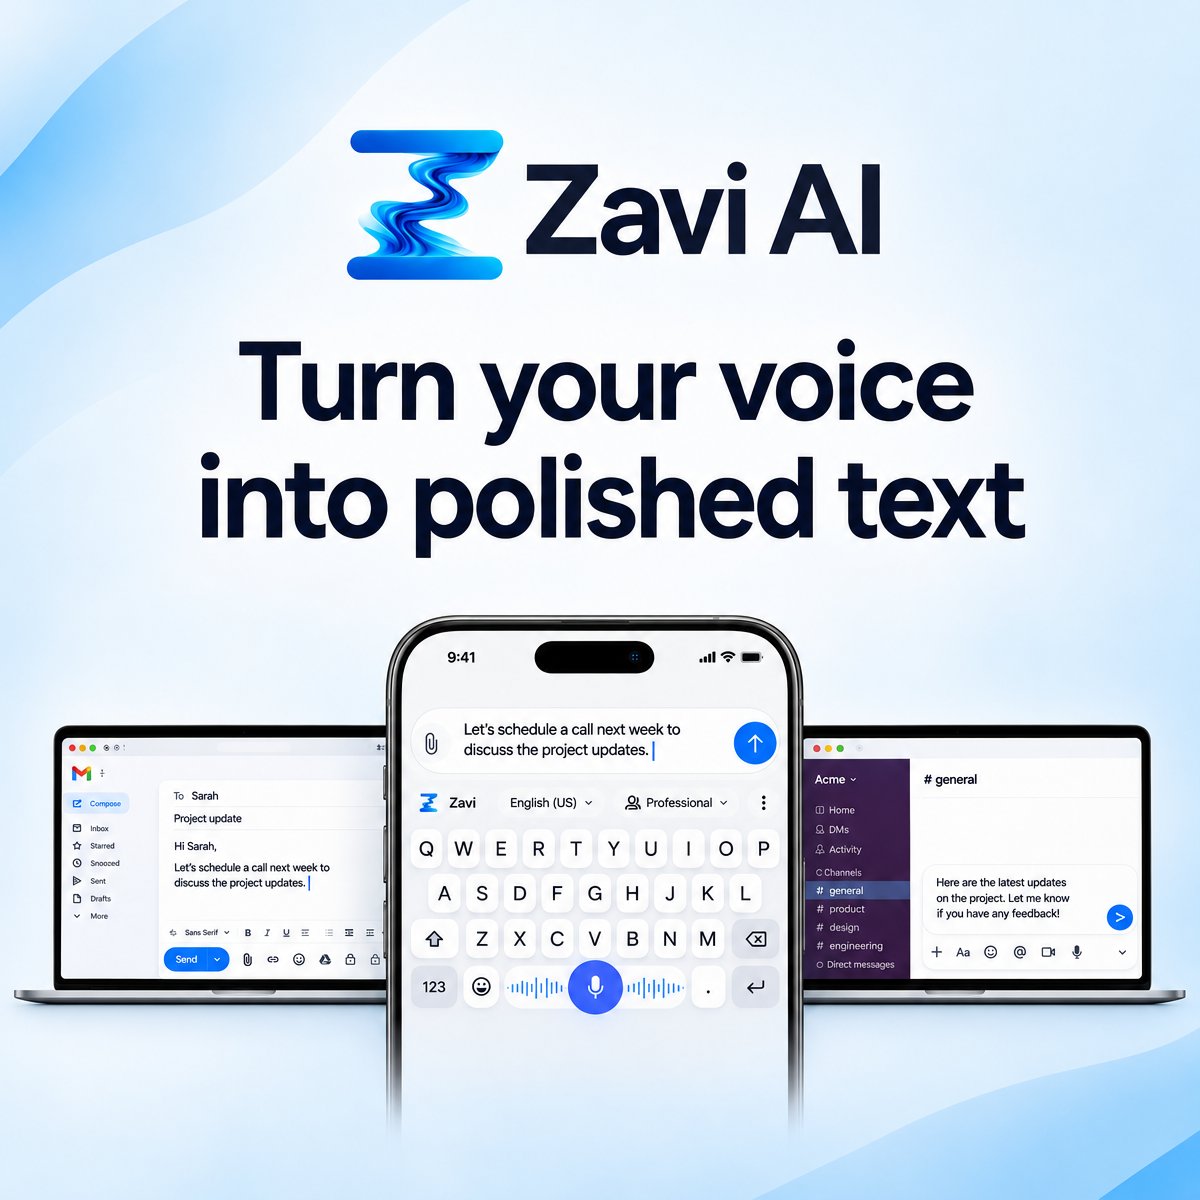 Zavi AI
Turn your voice
into polished text
9:41
Let's schedule a call next week to
discuss the project updates.
Zavi
English (US)
Professional
Q W E R T Y U I O P
A S D F G H J K L
Z X C V B N M
123
.
Compose
Inbox
Starred
Snoozed
Sent
Drafts
More
To Sarah
Project update
Hi Sarah,
Let's schedule a call next week to
discuss the project updates.
Sans Serif
B I U
Send
Acme
Home
DMs
Activity
Channels
# general
# product
# design
# engineering
Direct messages
# general
Here are the latest updates
on the project. Let me know
if you have any feedback!
+ Aa @